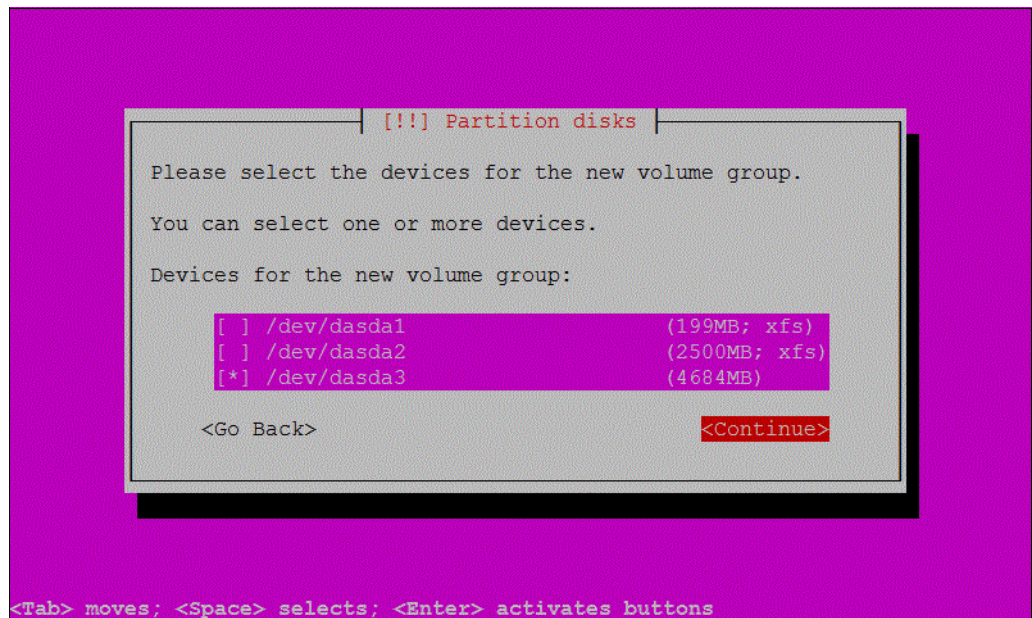 [!!] Partition disks
Please select the devices for the new volume group.
You can select one or more devices.
Devices for the new volume group:
[ ] /dev/dasda1 (199MB; xfs)
[ ] /dev/dasda2 (2500MB; xfs)
[*] /dev/dasda3 (4684MB)
<Go Back> <Continue>
<Tab> moves; <Space> selects; <Enter> activates buttons